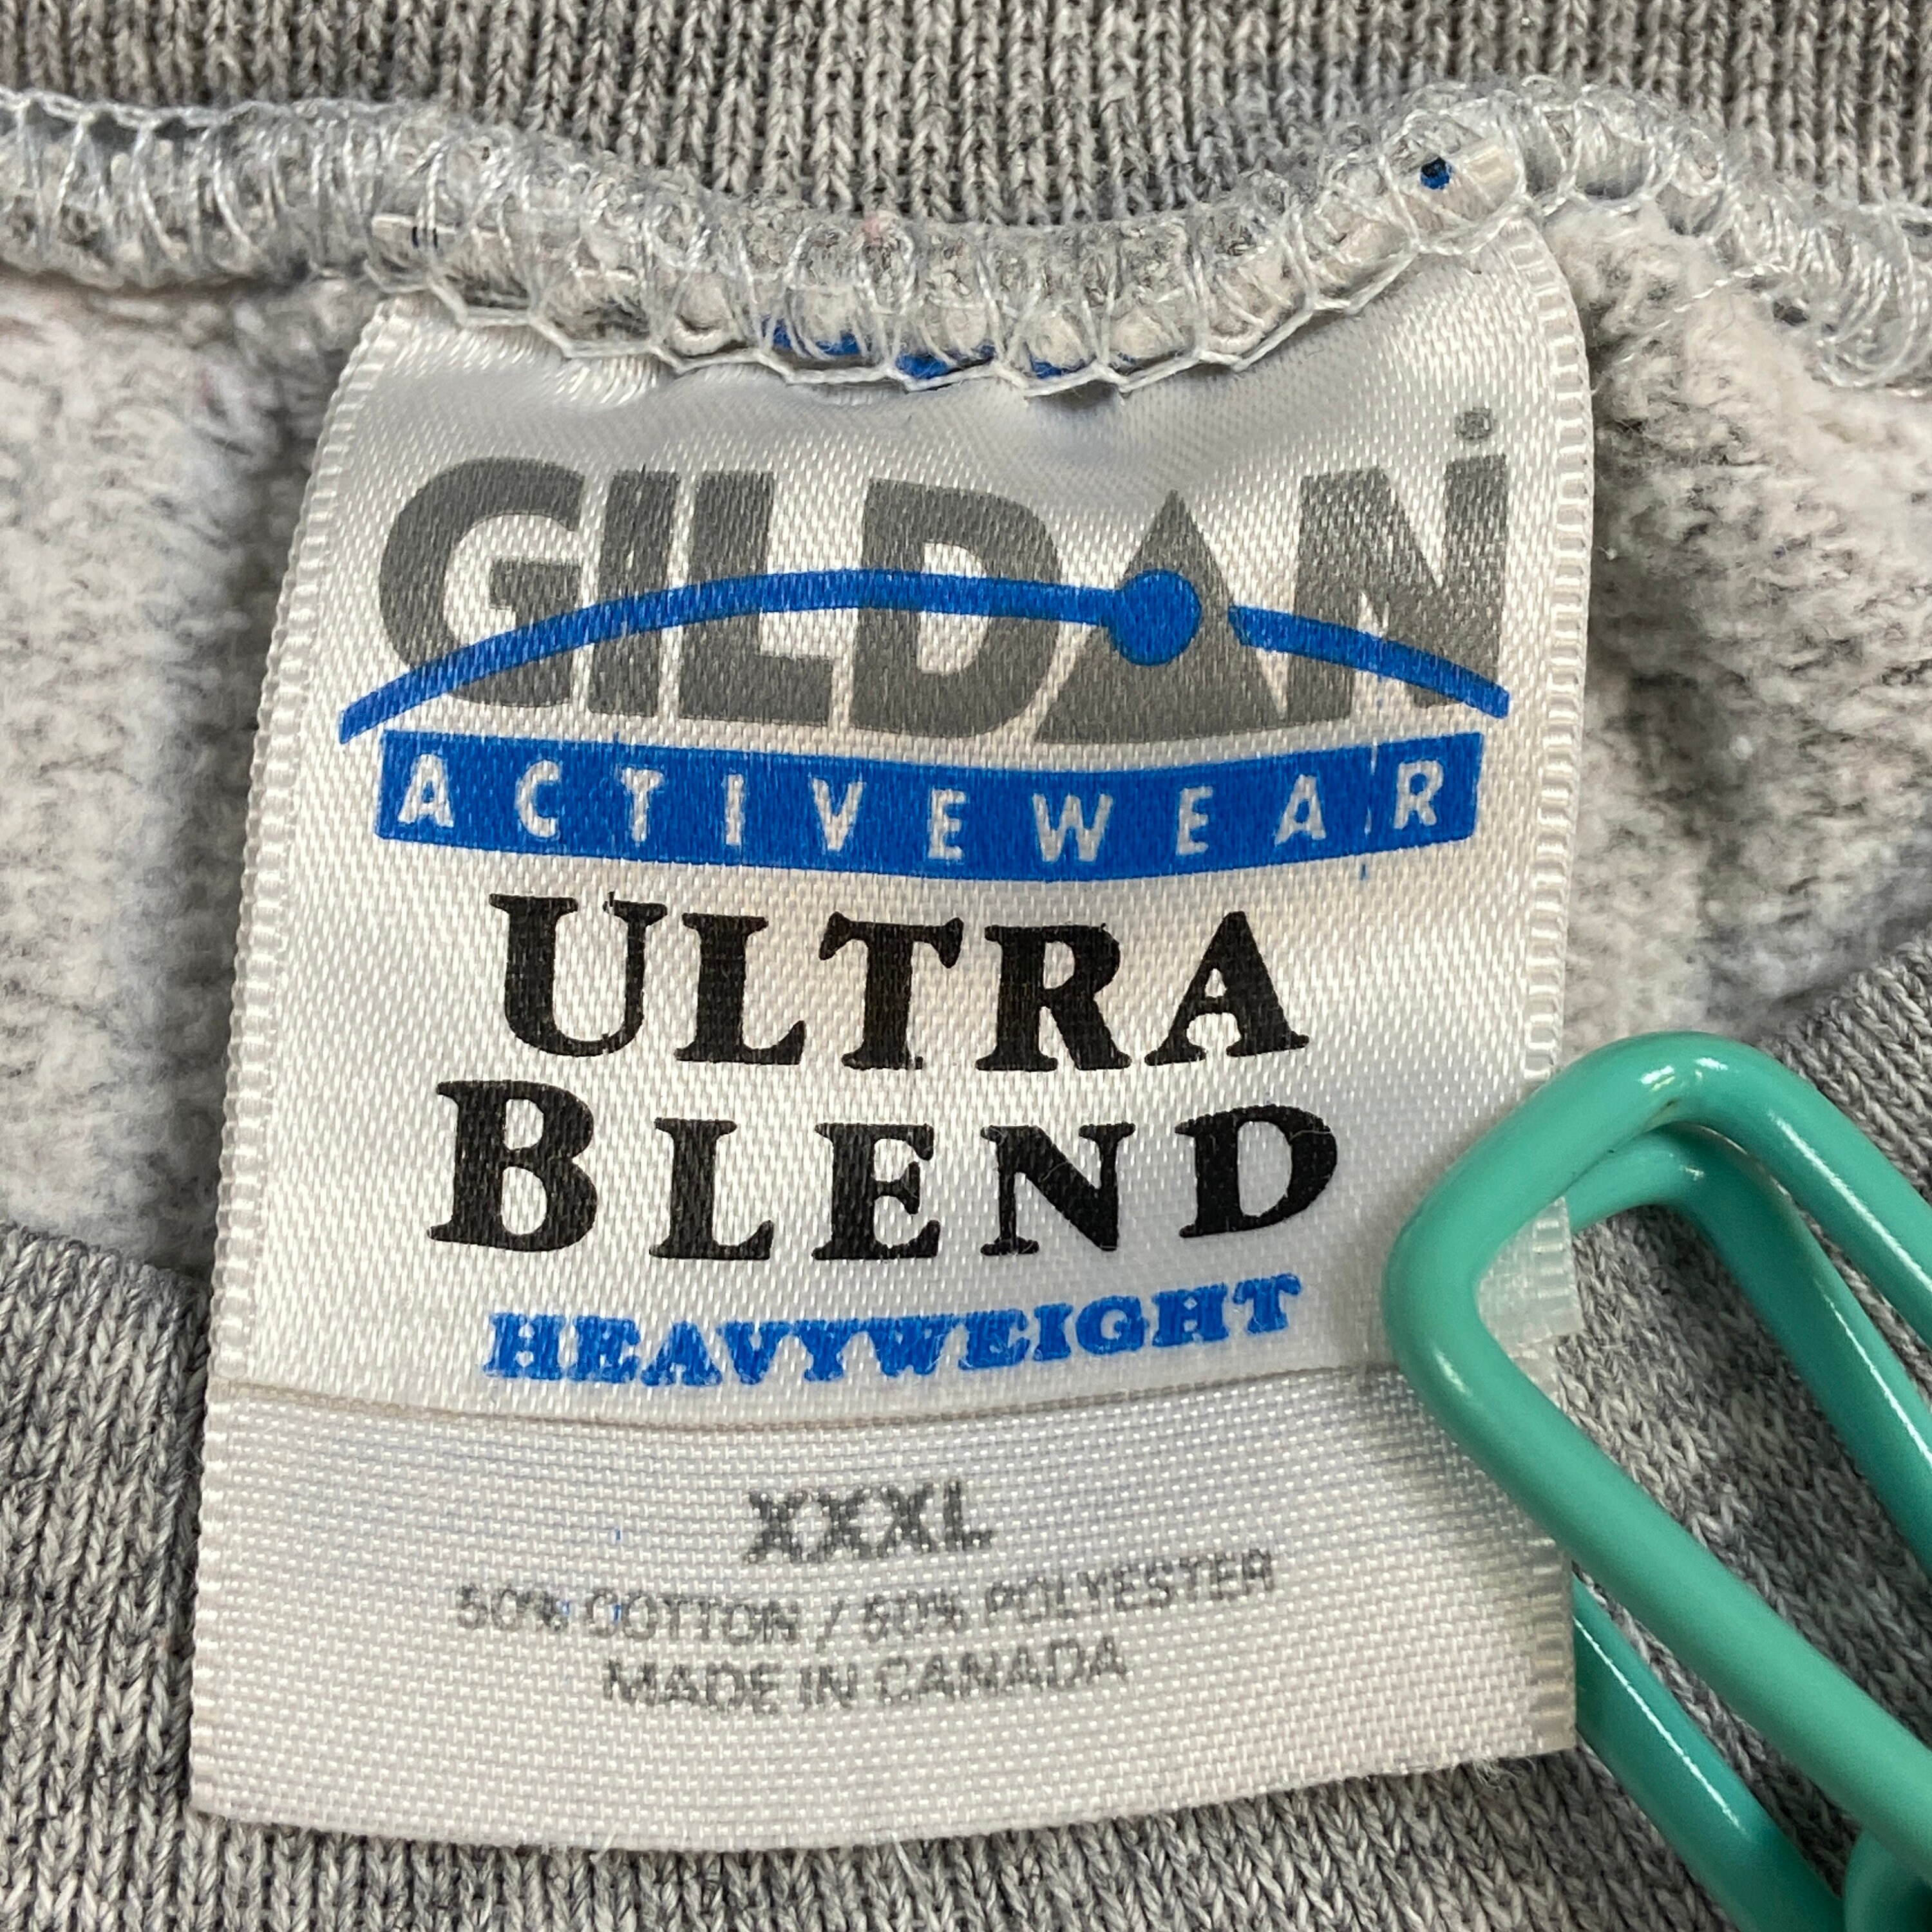 GILDAN
ACTIVEWEAR
ULTRA
BLEND
HEAVYWEIGHT
XXXL
50% COTTON / 50% POLYESTER
MADE IN CANADA